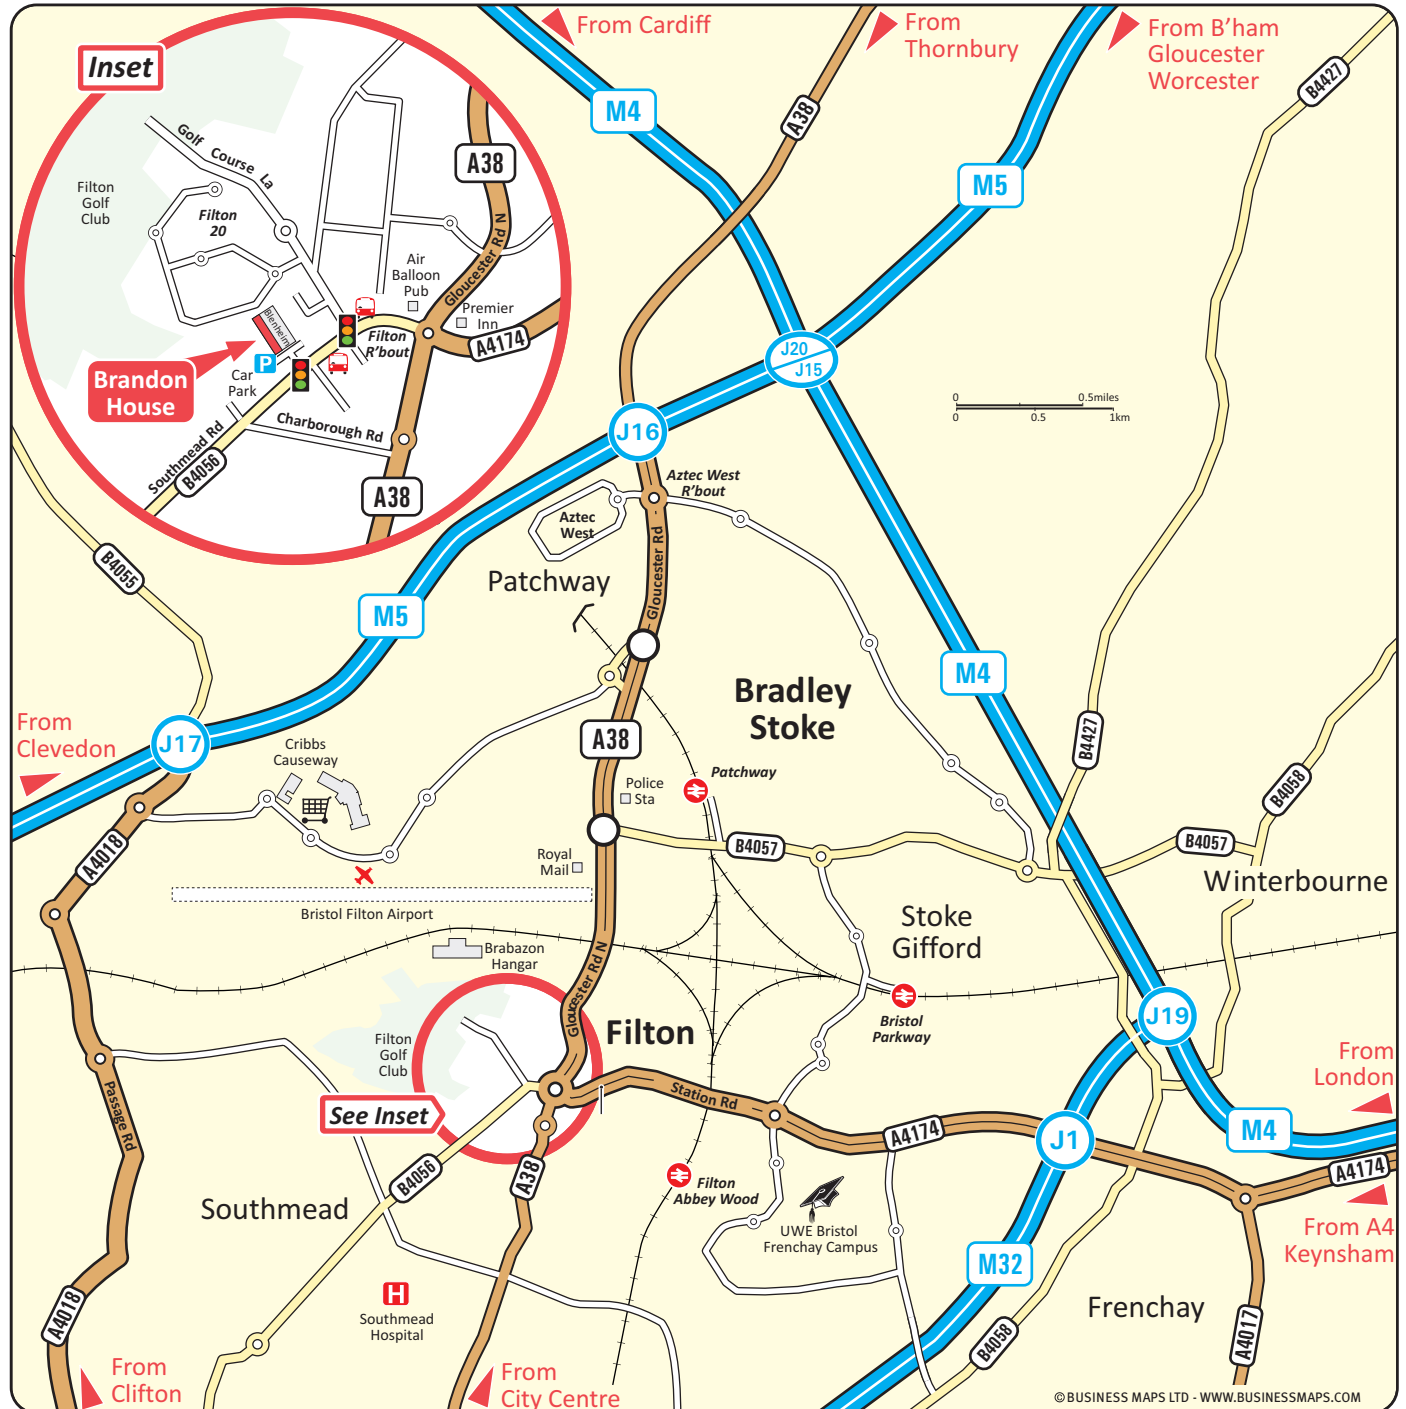 Inset
Golf Course La
Filton
Golf
Club
Filton
20
Air
Balloon
Pub
Gloucester Rd N
A38
Premier
Inn
A4174
Filton
R'bout
Blenheim
P
Car
Park
Brandon
House
Charborough Rd
Southmead Rd
B4056
A38
From Cardiff
From
Thornbury
From B'ham
Gloucester
Worcester
M4
A38
M5
B4427
J20
J15
0
0.5miles
0
0.5
1km
J16
Aztec West
R'bout
Aztec
West
Gloucester Rd
Patchway
B4055
M5
M4
Bradley
Stoke
From
Clevedon
J17
Cribbs
Causeway
A38
Police
Sta
Patchway
B4427
B4058
B4057
B4057
Winterbourne
A4018
Royal
Mail
Bristol Filton Airport
Stoke
Gifford
Brabazon
Hangar
Gloucester Rd N
Bristol
Parkway
J19
Filton
Golf
Club
Filton
From
London
See Inset
Station Rd
A4174
J1
M4
A4174
Passage Rd
B4056
A38
Filton
Abbey Wood
UWE Bristol
Frenchay Campus
From A4
Keynsham
Southmead
M32
H
Southmead
Hospital
Frenchay
A4018
B4058
A4017
From
Clifton
From
City Centre
© BUSINESS MAPS LTD - WWW.BUSINESSMAPS.COM